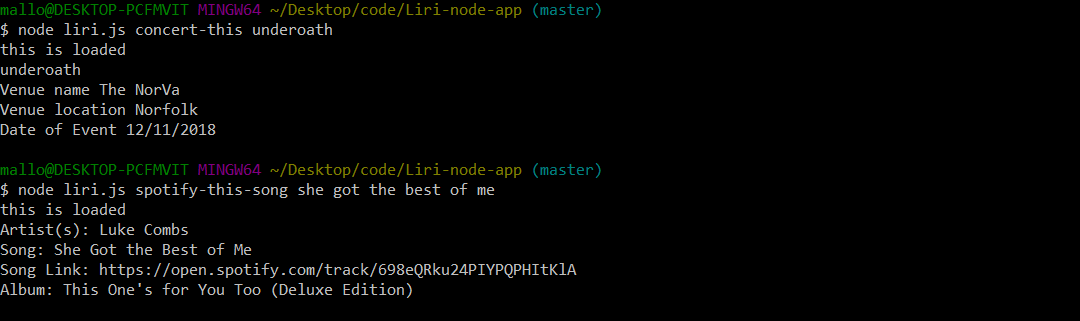 mallo@DESKTOP-PCFMVIT MINGW64 ~/Desktop/code/Liri-node-app (master)
$ node liri.js concert-this underoath
this is loaded
underoath
Venue name The NorVa
Venue location Norfolk
Date of Event 12/11/2018
mallo@DESKTOP-PCFMVIT MINGW64 ~/Desktop/code/Liri-node-app (master)
$ node liri.js spotify-this-song she got the best of me
this is loaded
Artist(s): Luke Combs
Song: She Got the Best of Me
Song Link: https://open.spotify.com/track/698eQRku24PIYPQPHItKlA
Album: This One's for You Too (Deluxe Edition)